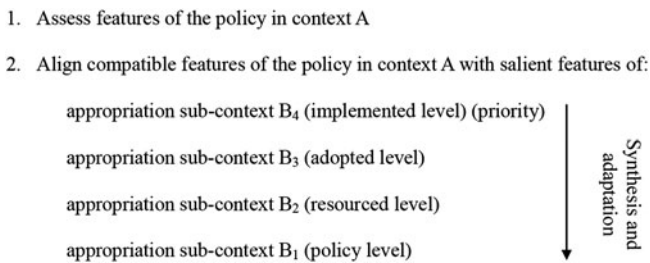 1. Assess features of the policy in context A
2. Align compatible features of the policy in context A with salient features of:
appropriation sub-context B₄ (implemented level) (priority)
appropriation sub-context B₃ (adopted level)
appropriation sub-context B₂ (resourced level)
appropriation sub-context B₁ (policy level)
Synthesis and
adaptation